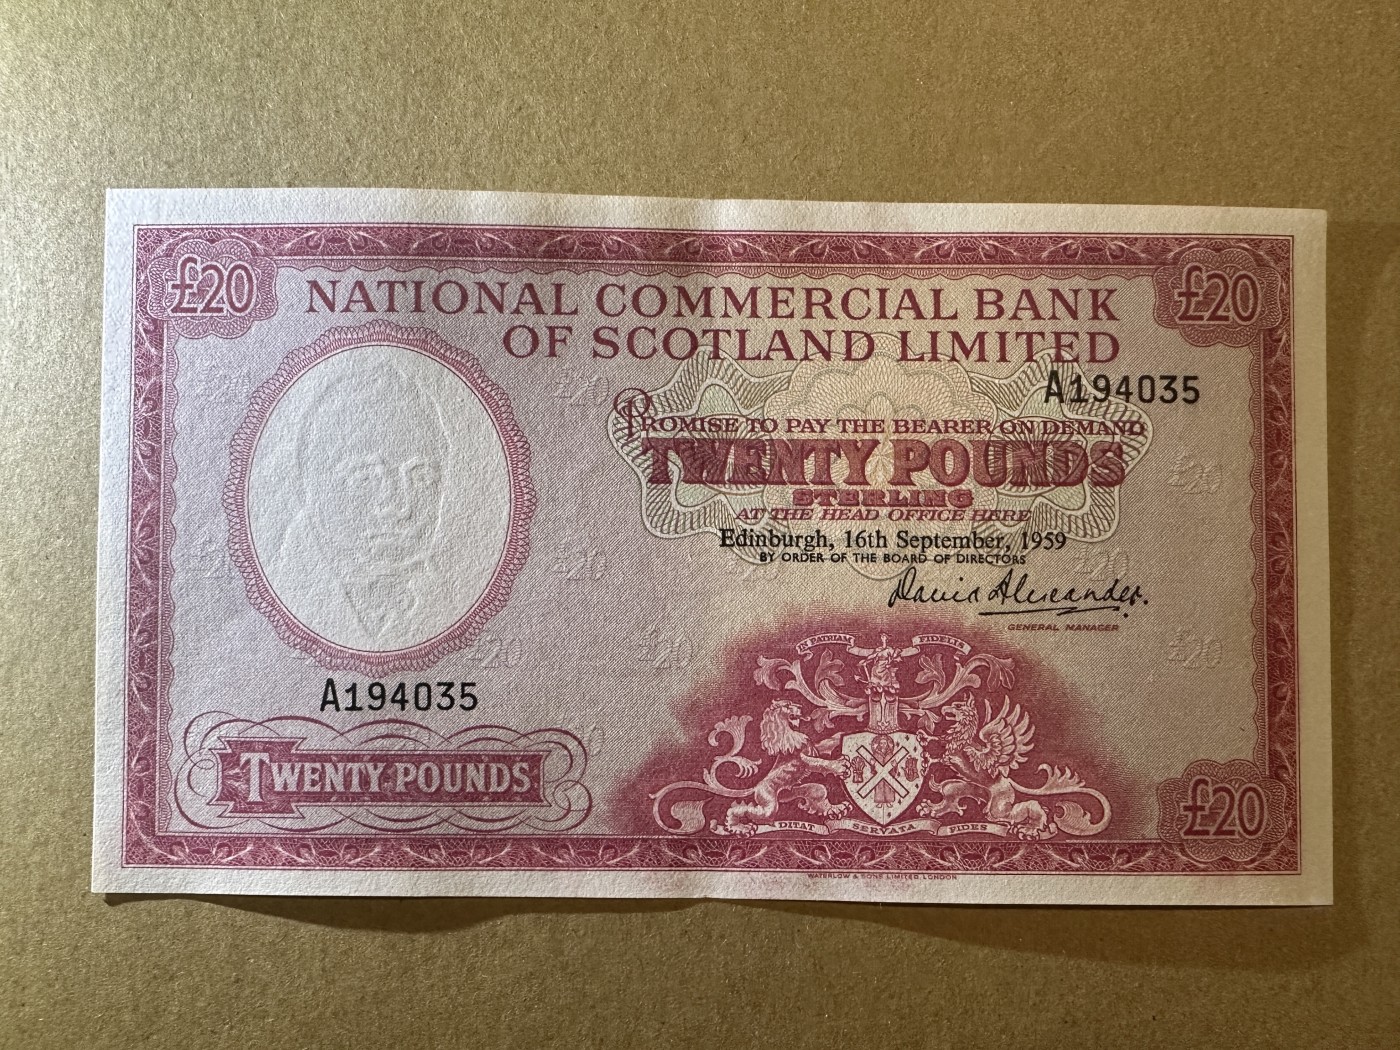 £20
£20
NATIONAL COMMERCIAL BANK
OF SCOTLAND LIMITED
A194035
PROMISE TO PAY THE BEARER ON DEMAND
TWENTY POUNDS
STERLING
AT THE HEAD OFFICE HERE
Edinburgh, 16th September, 1959
BY ORDER OF THE BOARD OF DIRECTORS
David Alexander.
GENERAL MANAGER
A194035
TWENTY POUNDS
IN PATRIAM FIDELIS
DITAT SERVATA FIDES
£20
WATERLOW & SONS LIMITED, LONDON